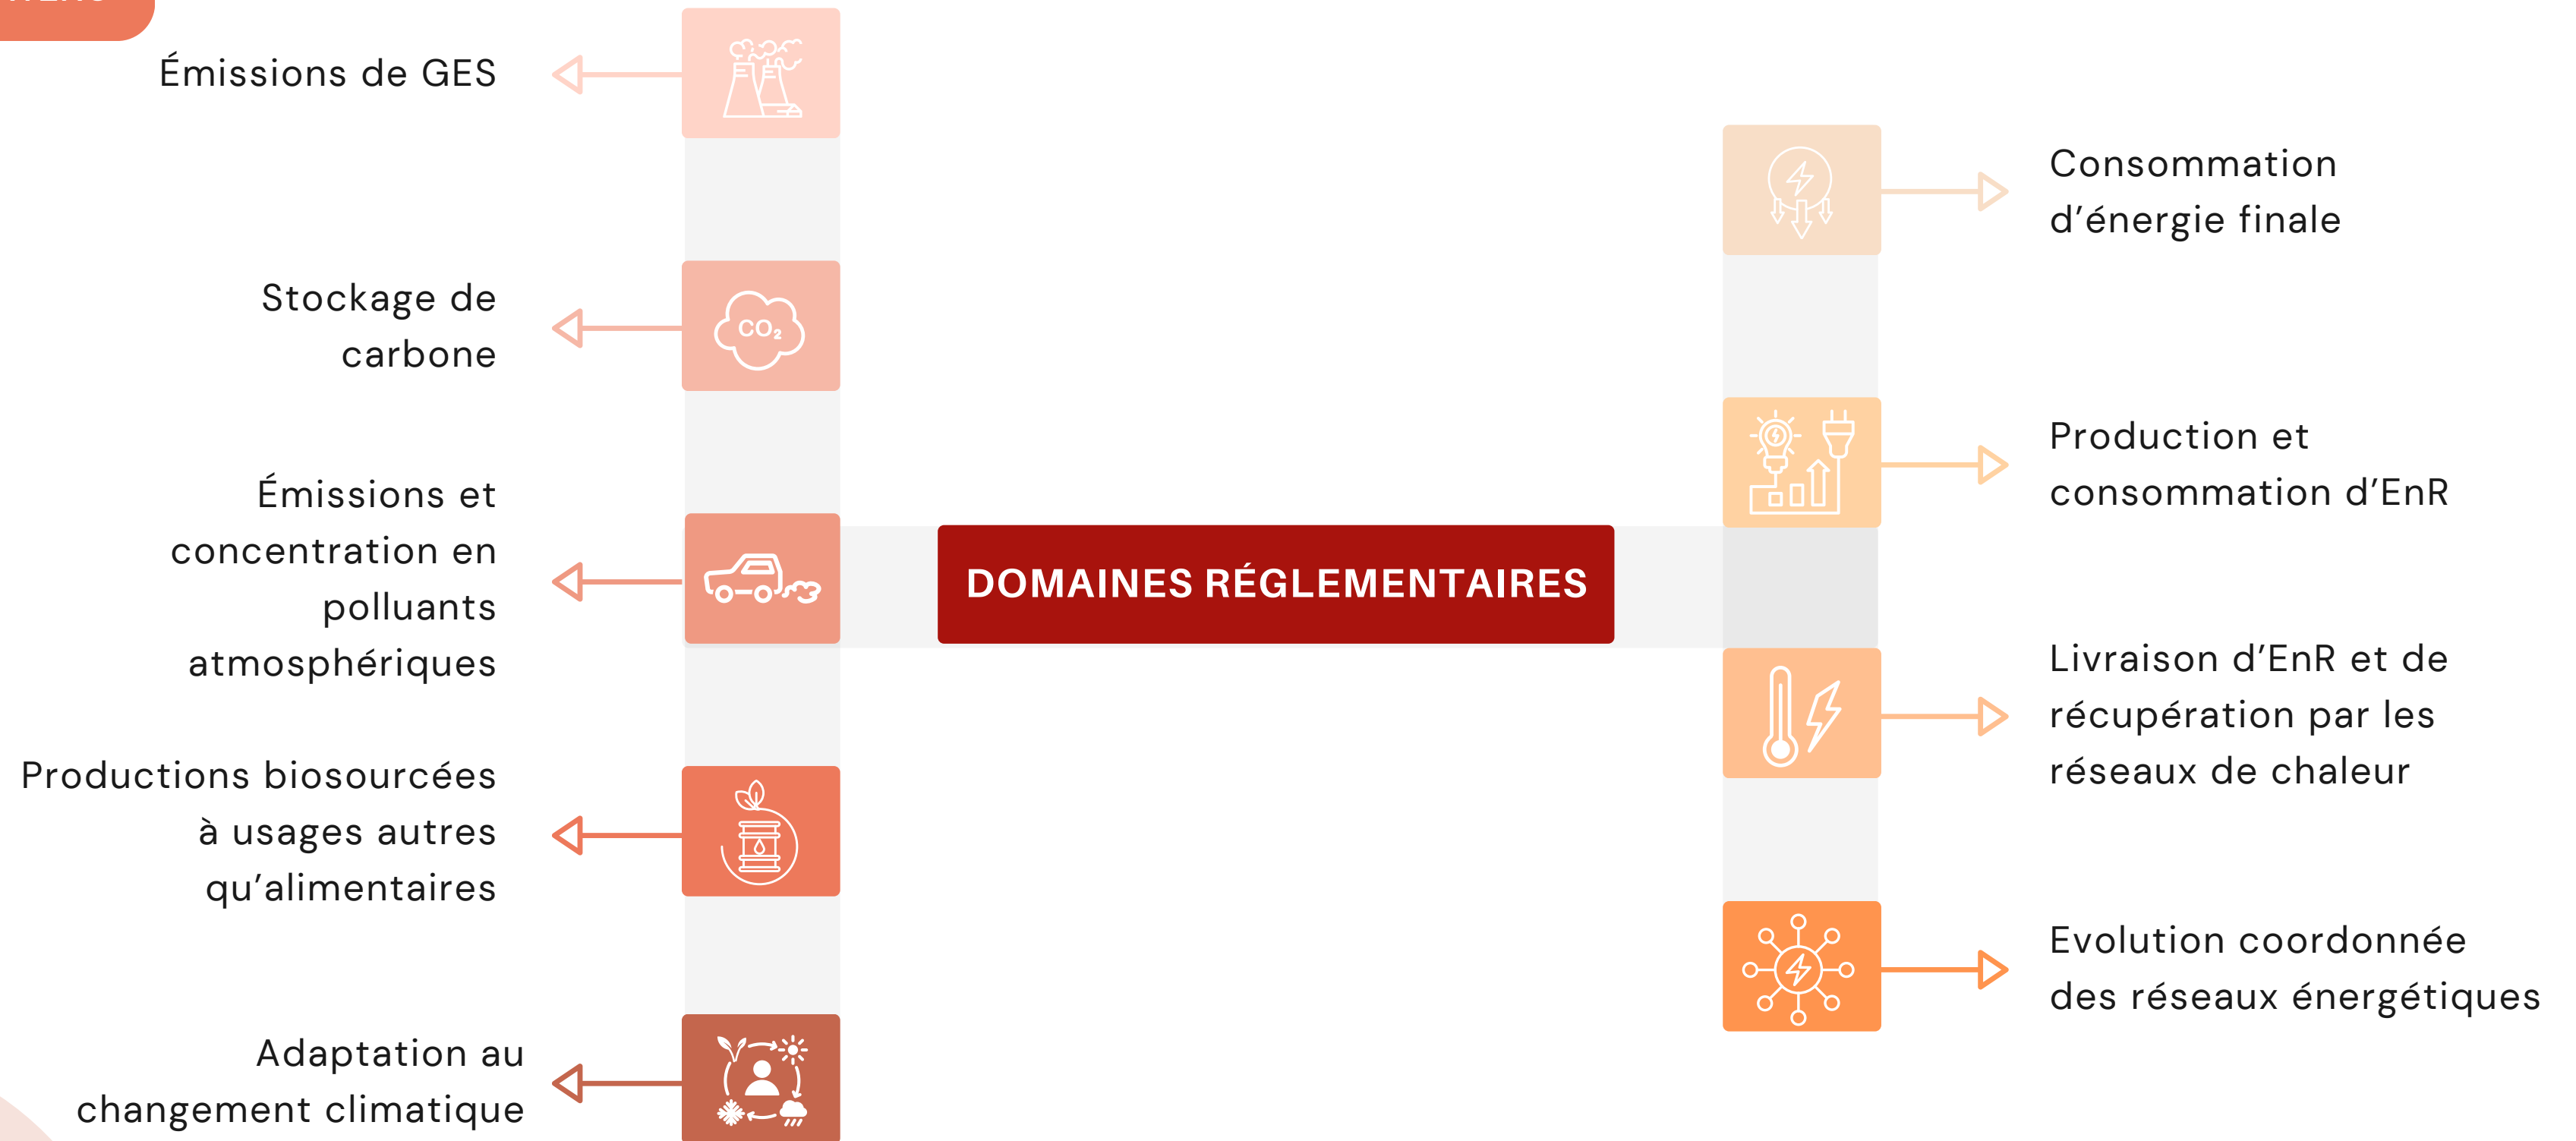 Émissions de GES
Stockage de
carbone
CO₂
Émissions et
concentration en
polluants
atmosphériques
Productions biosourcées
à usages autres
qu’alimentaires
Adaptation au
changement climatique
DOMAINES RÉGLEMENTAIRES
Consommation
d’énergie finale
Production et
consommation d’EnR
Livraison d’EnR et de
récupération par les
réseaux de chaleur
Evolution coordonnée
des réseaux énergétiques